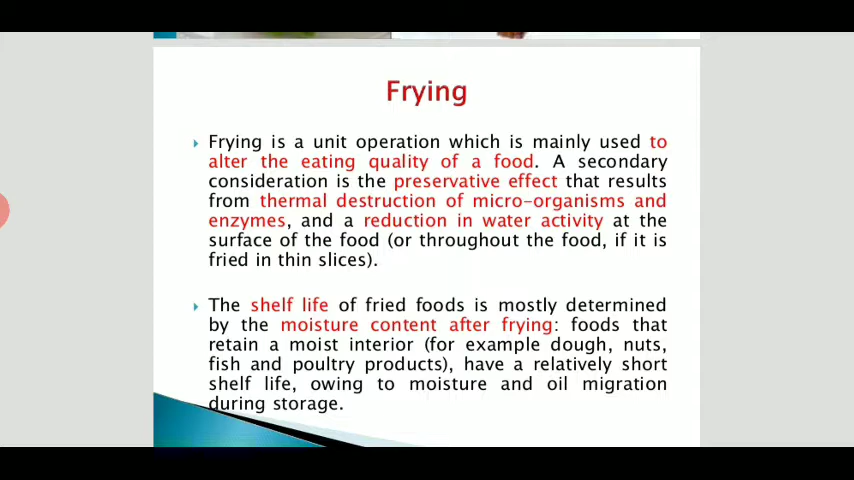 Frying
Frying is a unit operation which is mainly used to
alter the eating quality of a food. A secondary
consideration is the preservative effect that results
from thermal destruction of micro-organisms and
enzymes, and a reduction in water activity at the
surface of the food (or throughout the food, if it is
fried in thin slices).
The shelf life of fried foods is mostly determined
by the moisture content after frying: foods that
retain a moist interior (for example dough, nuts,
fish and poultry products), have a relatively short
shelf life, owing to moisture and oil migration
during storage.